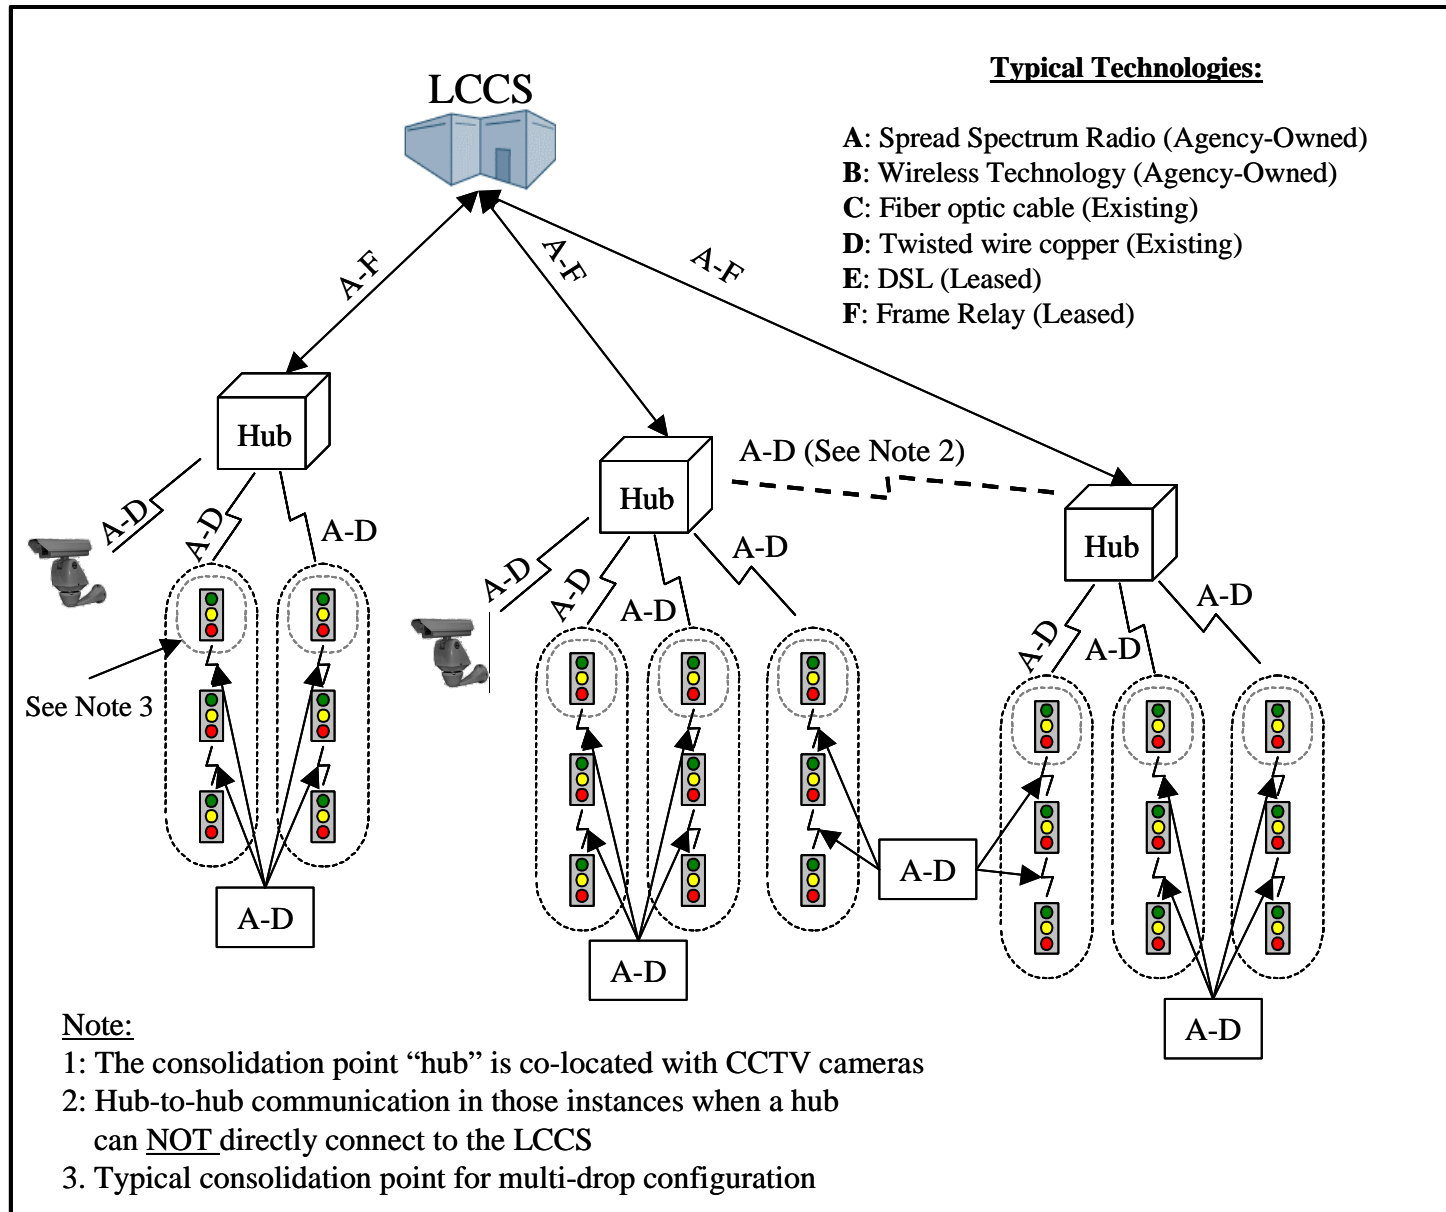 LCCS
Typical Technologies:
A: Spread Spectrum Radio (Agency-Owned)
B: Wireless Technology (Agency-Owned)
C: Fiber optic cable (Existing)
D: Twisted wire copper (Existing)
E: DSL (Leased)
F: Frame Relay (Leased)
A-F
A-F
A-F
Hub
Hub
Hub
A-D (See Note 2)
A-D
A-D
A-D
A-D
A-D
A-D
A-D
A-D
A-D
A-D
See Note 3
A-D
A-D
A-D
A-D
Note:
1: The consolidation point “hub” is co-located with CCTV cameras
2: Hub-to-hub communication in those instances when a hub
can NOT directly connect to the LCCS
3. Typical consolidation point for multi-drop configuration